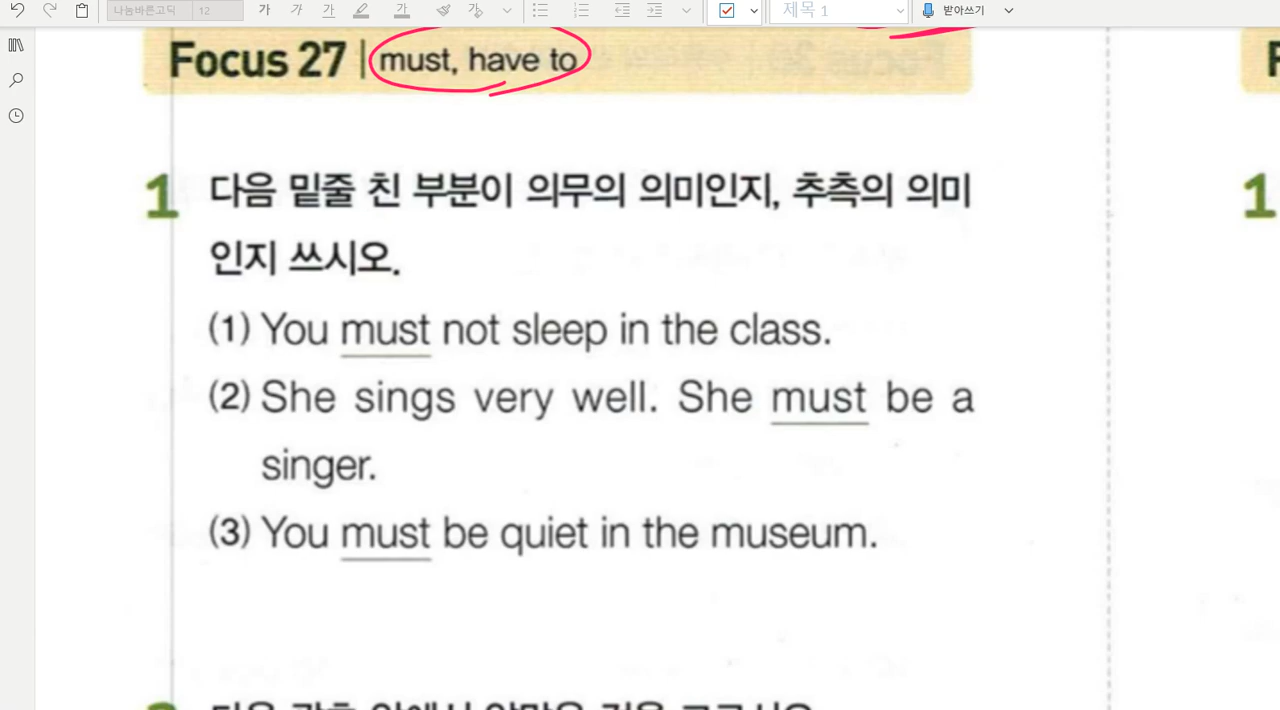 나눔바른고딕 12 가 가 가 가 가 제목 1 받아쓰기
Focus 27 | must, have to F
1 다음 밑줄 친 부분이 의무의 의미인지, 추측의 의미 1
인지 쓰시오.
(1) You must not sleep in the class.
(2) She sings very well. She must be a
singer.
(3) You must be quiet in the museum.